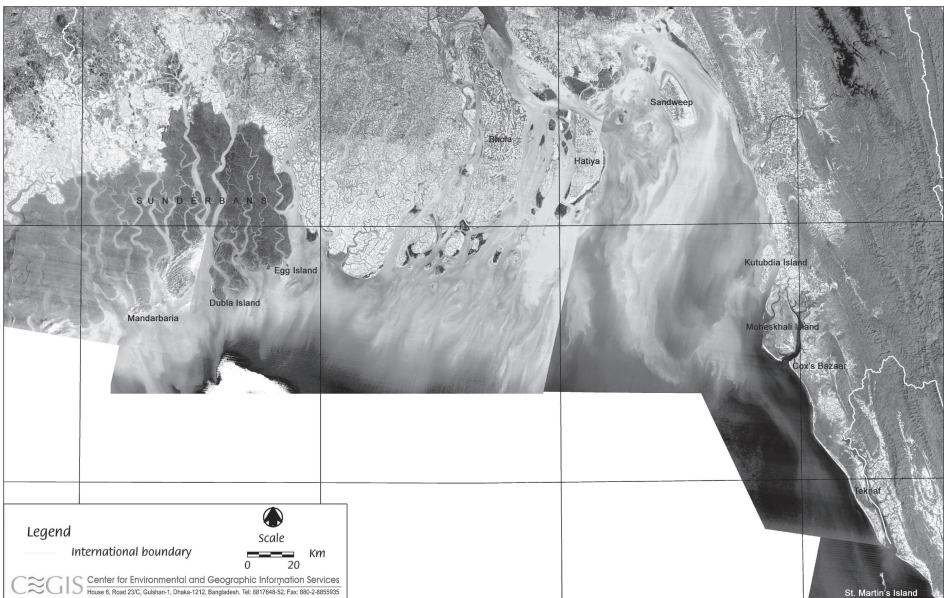 Sandweep
Bhola
Hatiya
SUNDERBANS
Kutubdia Island
Egg Island
Dubla Island
Mandarbaria
Moheskhali Island
Cox's Bazaar
Teknaf
St. Martin's Island
Legend
International boundary
Scale
0 20 Km
CEGIS Center for Environmental and Geographic Information Services
House 6, Road 23/C, Gulshan-1, Dhaka-1212, Bangladesh. Tel: 8817648-52, Fax: 880-2-8855935